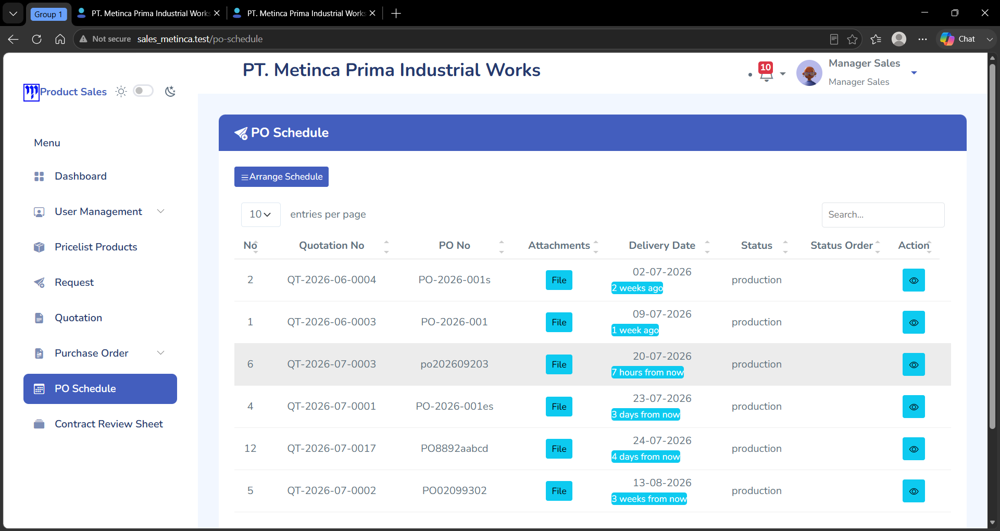 Group 1
PT. Metinca Prima Industrial Works
PT. Metinca Prima Industrial Works
Not secure sales_metinca.test/po-schedule
Chat
Product Sales
PT. Metinca Prima Industrial Works
10
Manager Sales
Manager Sales
Menu
Dashboard
User Management
Pricelist Products
Request
Quotation
Purchase Order
PO Schedule
Contract Review Sheet
PO Schedule
Arrange Schedule
10 entries per page
Search...
No Quotation No PO No Attachments Delivery Date Status Status Order Action
2 QT-2026-06-0004 PO-2026-001s File 02-07-2026 production
2 weeks ago
1 QT-2026-06-0003 PO-2026-001 File 09-07-2026 production
1 week ago
6 QT-2026-07-0003 po202609203 File 20-07-2026 production
7 hours from now
4 QT-2026-07-0001 PO-2026-001es File 23-07-2026 production
3 days from now
12 QT-2026-07-0017 PO8892aabcd File 24-07-2026 production
4 days from now
5 QT-2026-07-0002 PO02099302 File 13-08-2026 production
3 weeks from now